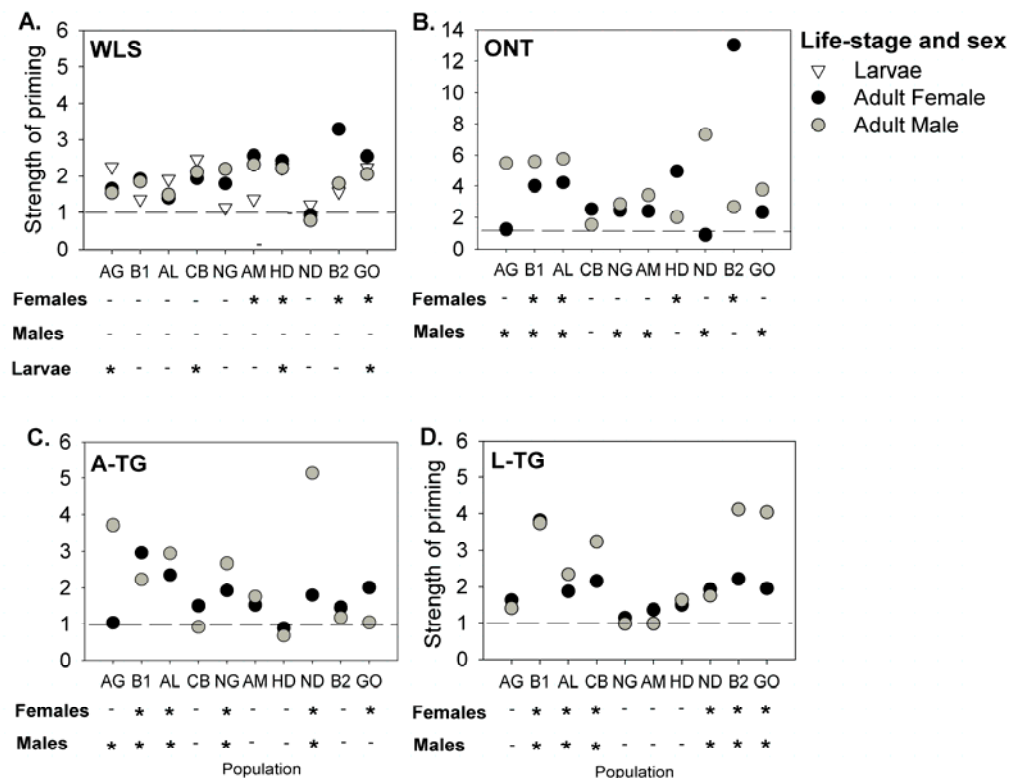 A.
WLS
Strength of priming
6
5
4
3
2
1
0
AG B1 AL CB NG AM HD ND B2 GO
Females - - - - - * * - * *
Males - - - - - - - - - -
Larvae * - - * - - * - - *
B.
ONT
14
12
10
8
6
4
2
0
AG B1 AL CB NG AM HD ND B2 GO
Females - * * - - - * - * -
Males * * * - * * - * - *
Life-stage and sex
Larvae
Adult Female
Adult Male
C.
A-TG
6
5
4
3
2
1
0
AG B1 AL CB NG AM HD ND B2 GO
Females - * * - * - - * - *
Males * * * - * - - * - -
Population
D.
L-TG
Strength of priming
6
5
4
3
2
1
0
AG B1 AL CB NG AM HD ND B2 GO
Females - * * * - - - * * *
Males - * * * - - - * * *
Population